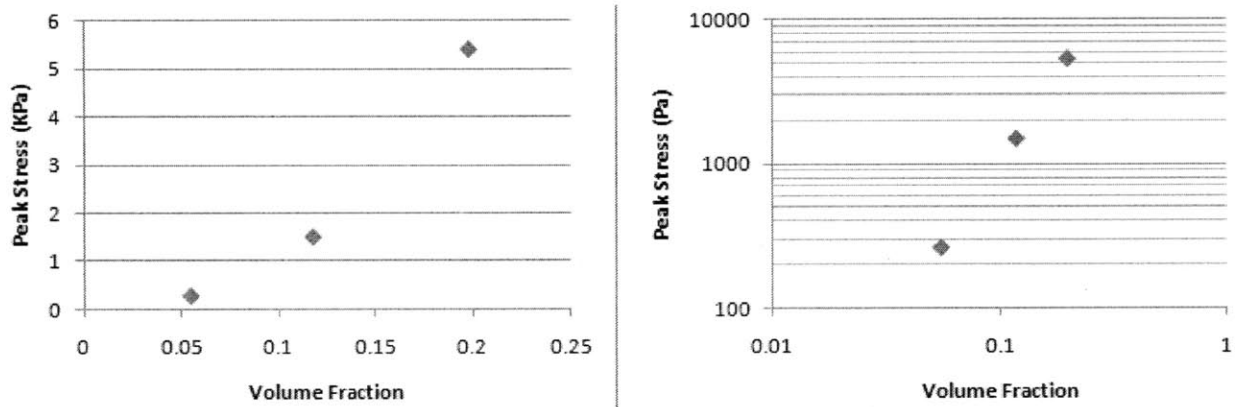 6
5
4
3
2
1
0
Peak Stress (KPa)
0 0.05 0.1 0.15 0.2 0.25
Volume Fraction
10000
1000
100
Peak Stress (Pa)
0.01 0.1 1
Volume Fraction